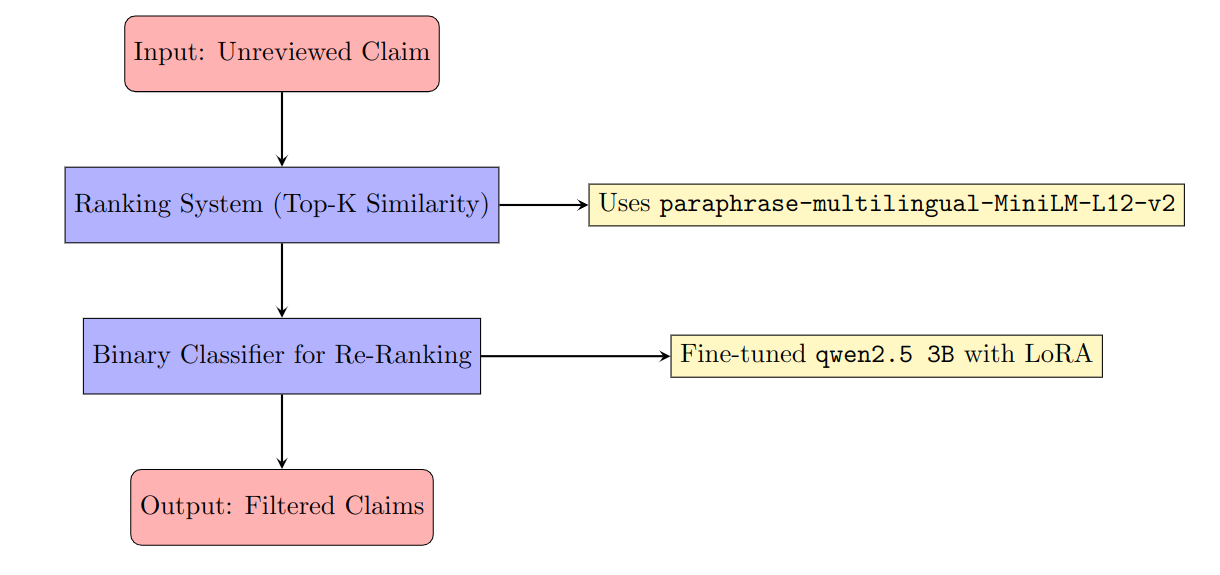 Input: Unreviewed Claim
Ranking System (Top-K Similarity)
Uses paraphrase-multilingual-MiniLM-L12-v2
Binary Classifier for Re-Ranking
Fine-tuned qwen2.5 3B with LoRA
Output: Filtered Claims